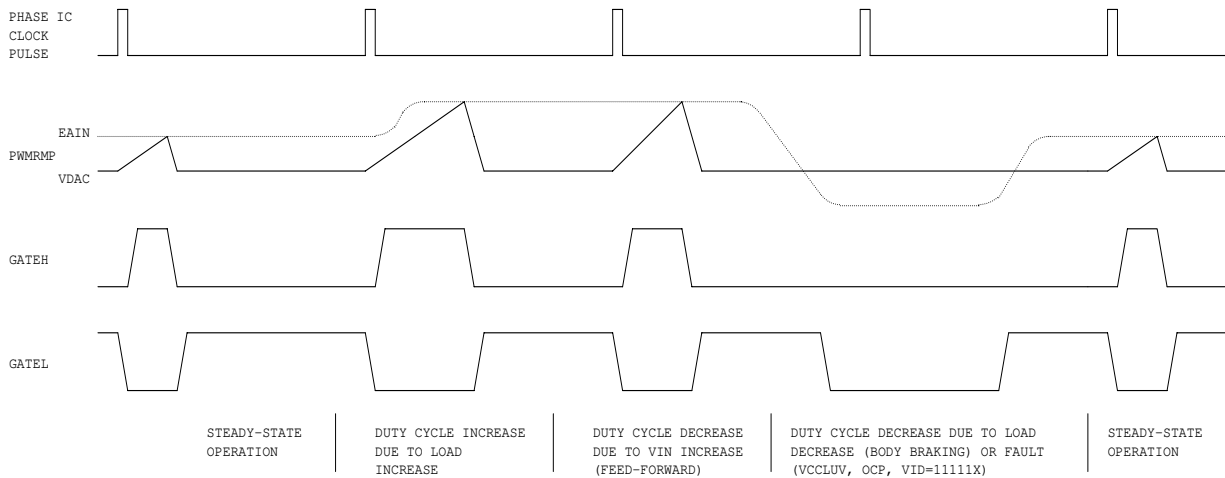 PHASE IC
CLOCK
PULSE
EAIN
PWMRMP
VDAC
GATEH
GATEL
STEADY-STATE
OPERATION
DUTY CYCLE INCREASE
DUE TO LOAD
INCREASE
DUTY CYCLE DECREASE
DUE TO VIN INCREASE
(FEED-FORWARD)
DUTY CYCLE DECREASE DUE TO LOAD
DECREASE (BODY BRAKING) OR FAULT
(VCCLUV, OCP, VID=11111X)
STEADY-STATE
OPERATION